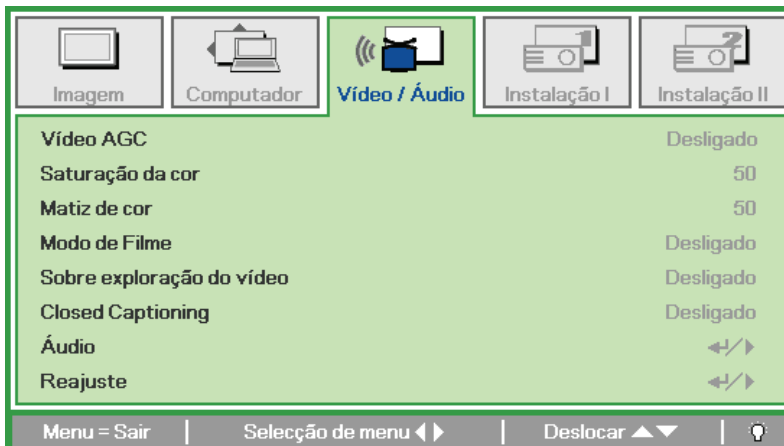 Imagem Computador Vídeo / Áudio Instalação I Instalação II
Vídeo AGC Desligado
Saturação da cor 50
Matiz de cor 50
Modo de Filme Desligado
Sobre exploração do vídeo Desligado
Closed Captioning Desligado
Áudio
Reajuste
Menu = Sair Selecção de menu Deslocar